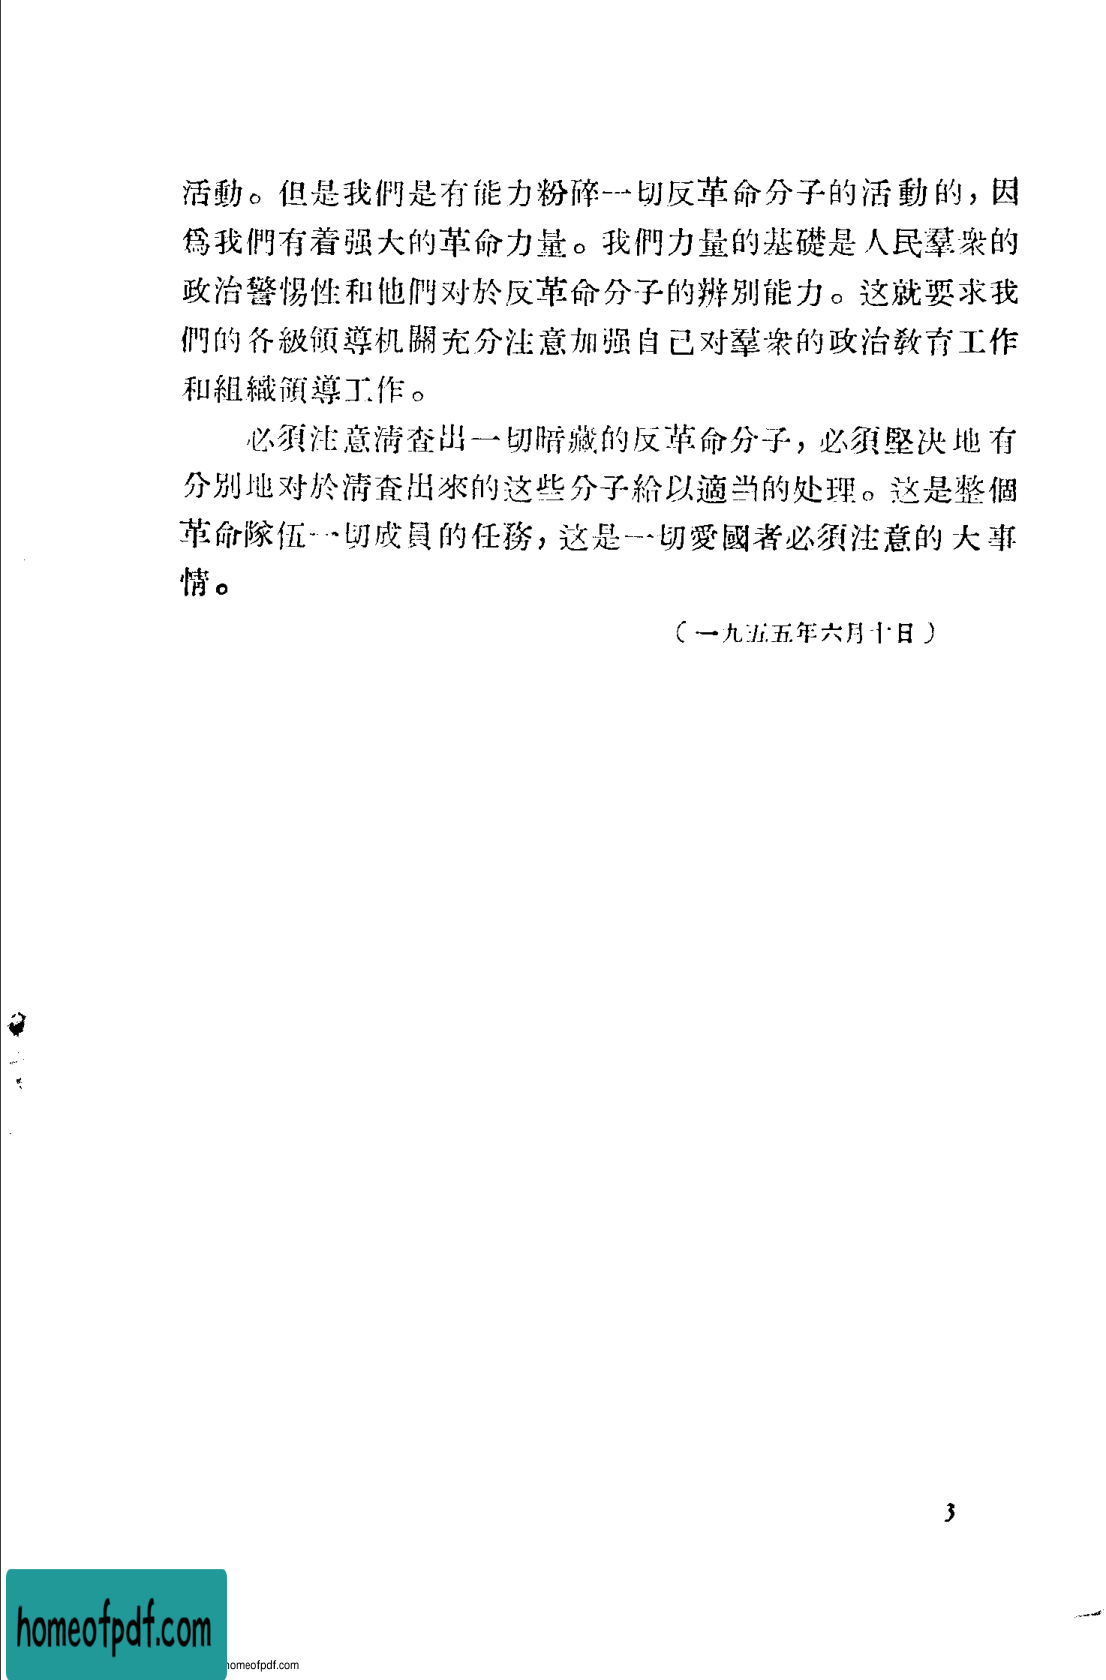 活動。但是我們是有能力粉碎一切反革命分子的活動的，因
爲我們有着强大的革命力量。我們力量的基礎是人民羣衆的
政治警惕性和他們对於反革命分子的辨别能力。这就要求我
們的各級領導机關充分注意加强自己对羣衆的政治敎育工作
和組織領導工作。
必須注意清查出一切暗藏的反革命分子，必須堅决地有
分别地对於清查出來的这些分子給以適当的处理。这是整個
革命隊伍一切成員的任務，这是一切愛國者必須注意的大事
情。
（一九五五年六月十日）
3
homeofpdf.com
homeofpdf.com